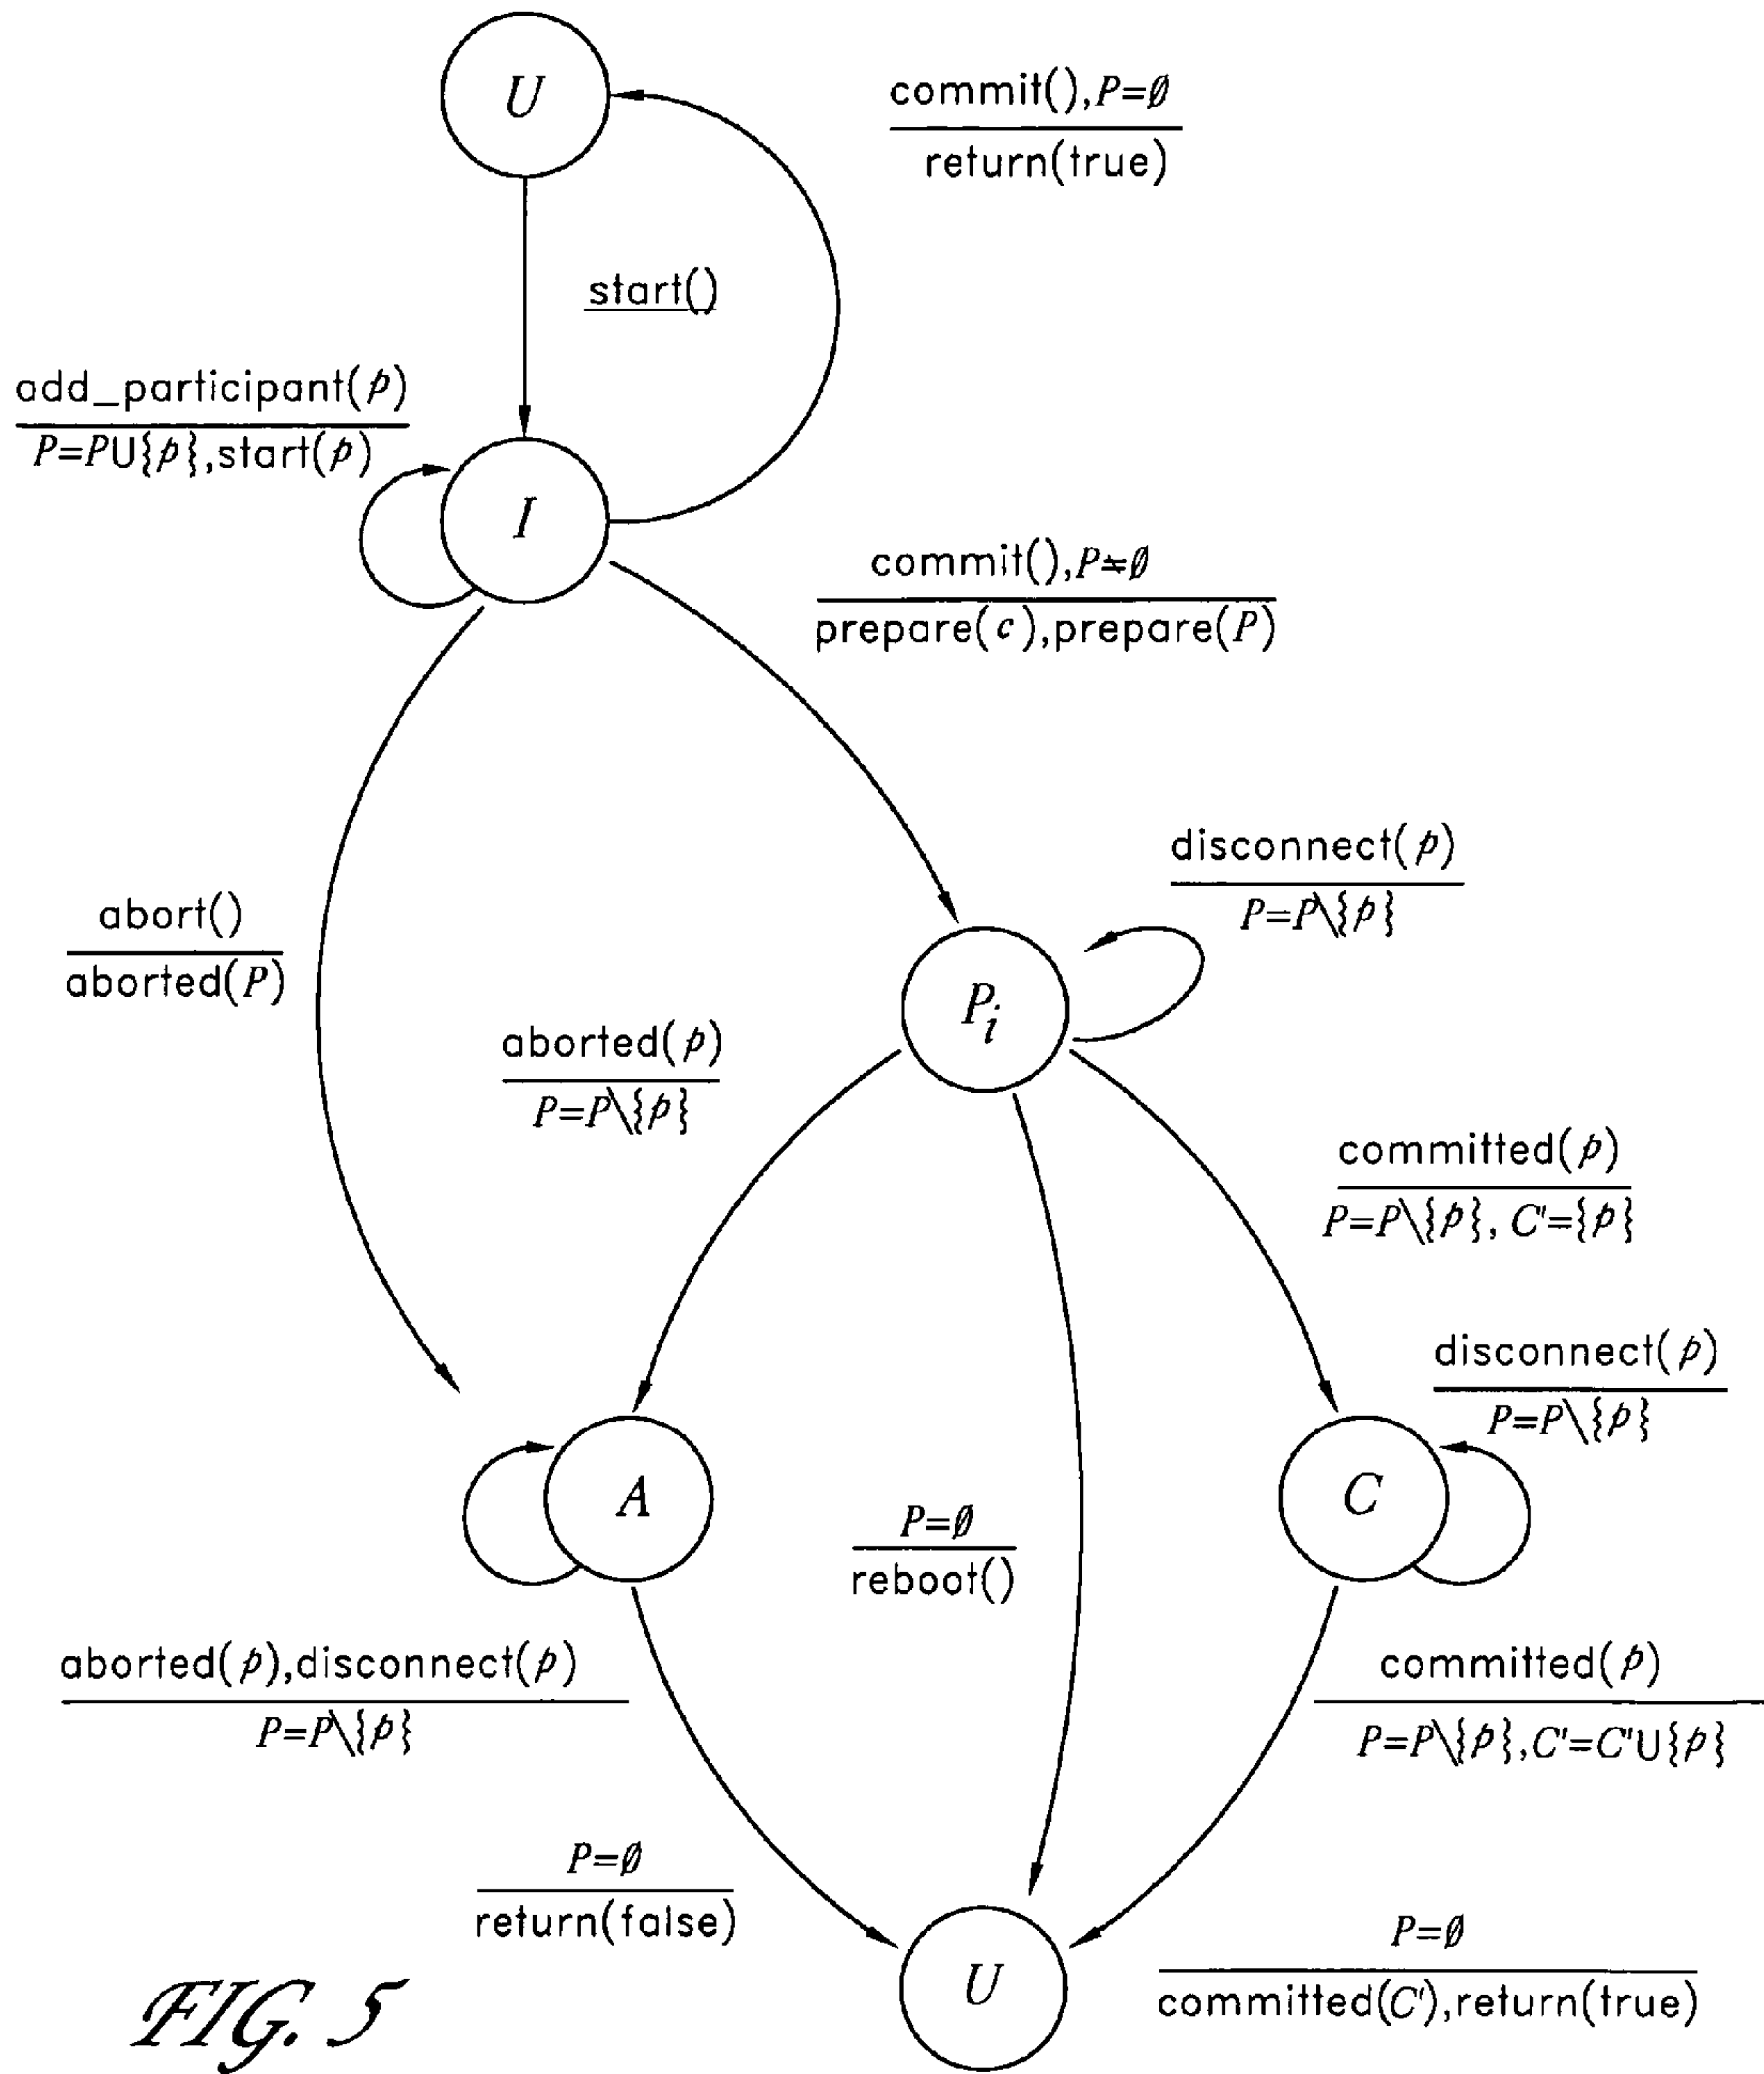 U
commit(),P=∅
return(true)
start()
add_participant(p)
P=PU{p},start(p)
I
commit(),P≠∅
prepare(c),prepare(P)
disconnect(p)
P=P\{p}
abort()
aborted(P)
Pi
aborted(p)
P=P\{p}
committed(p)
P=P\{p}, C'={p}
disconnect(p)
P=P\{p}
A
C
P=∅
reboot()
aborted(p),disconnect(p)
P=P\{p}
committed(p)
P=P\{p},C'=C'U{p}
P=∅
return(false)
U
P=∅
committed(C'),return(true)
FIG. 5